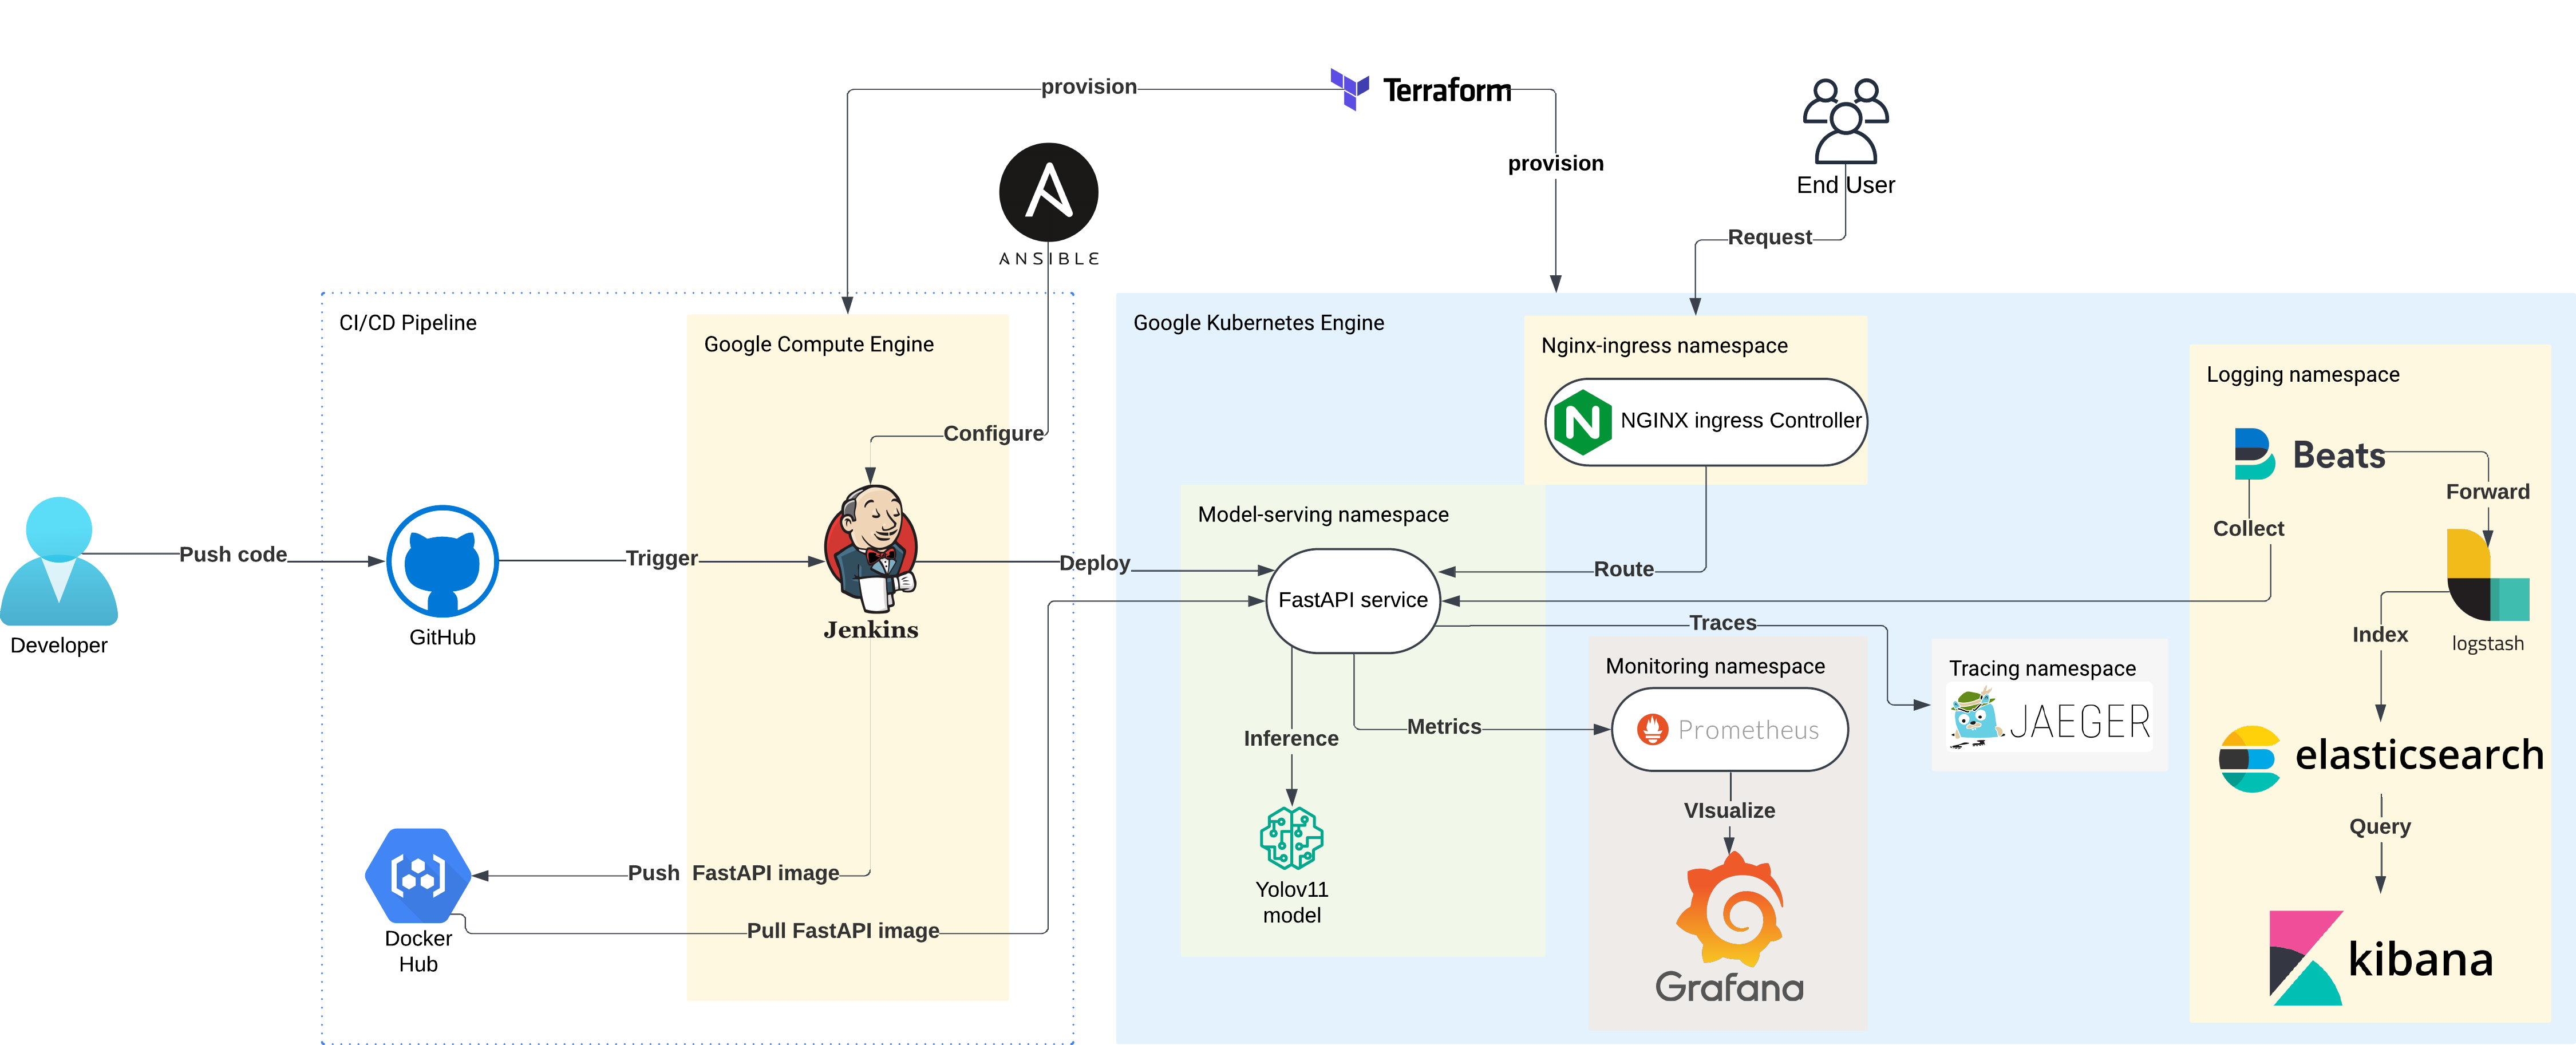 provision
Terraform
provision
End User
Request
ANSIBLE
CI/CD Pipeline
Google Compute Engine
Configure
Push code
Developer
GitHub
Trigger
Jenkins
Deploy
Push  FastAPI image
Pull FastAPI image
Docker
Hub
Google Kubernetes Engine
Nginx-ingress namespace
NGINX ingress Controller
Model-serving namespace
FastAPI service
Route
Traces
Inference
Metrics
Yolov11
model
Monitoring namespace
Prometheus
VIsualize
Grafana
Tracing namespace
JAEGER
Logging namespace
Beats
Forward
Collect
logstash
Index
elasticsearch
Query
kibana